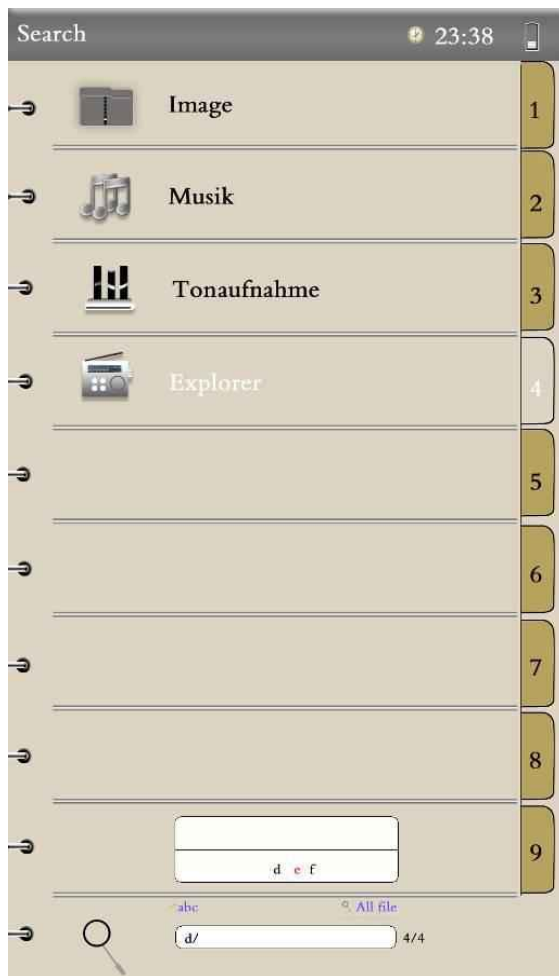 Search 23:38
Image 1
Musik 2
Tonaufnahme 3
Explorer 4
5
6
7
8
9
d e f
abc All file
d/ 4/4